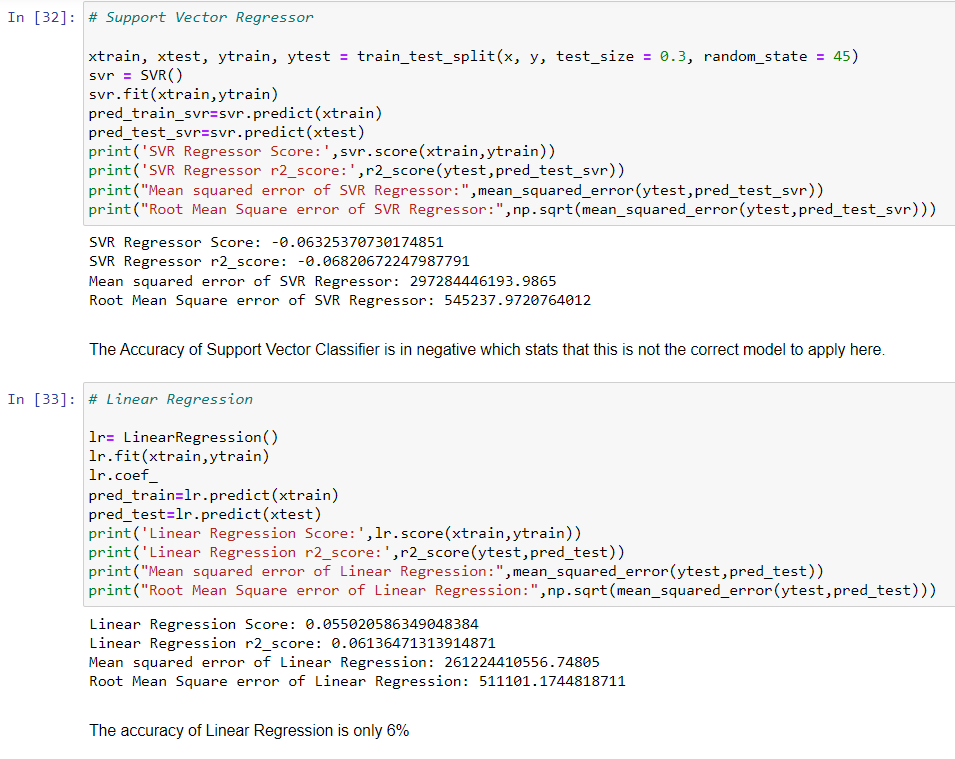 In [32]: # Support Vector Regressor
xtrain, xtest, ytrain, ytest = train_test_split(x, y, test_size = 0.3, random_state = 45)
svr = SVR()
svr.fit(xtrain,ytrain)
pred_train_svr=svr.predict(xtrain)
pred_test_svr=svr.predict(xtest)
print('SVR Regressor Score:',svr.score(xtrain,ytrain))
print('SVR Regressor r2_score:',r2_score(ytest,pred_test_svr))
print("Mean squared error of SVR Regressor:",mean_squared_error(ytest,pred_test_svr))
print("Root Mean Square error of SVR Regressor:",np.sqrt(mean_squared_error(ytest,pred_test_svr)))
SVR Regressor Score: -0.06325370730174851
SVR Regressor r2_score: -0.06820672247987791
Mean squared error of SVR Regressor: 297284446193.9865
Root Mean Square error of SVR Regressor: 545237.9720764012
The Accuracy of Support Vector Classifier is in negative which stats that this is not the correct model to apply here.
In [33]: # Linear Regression
lr= LinearRegression()
lr.fit(xtrain,ytrain)
lr.coef_
pred_train=lr.predict(xtrain)
pred_test=lr.predict(xtest)
print('Linear Regression Score:',lr.score(xtrain,ytrain))
print('Linear Regression r2_score:',r2_score(ytest,pred_test))
print("Mean squared error of Linear Regression:",mean_squared_error(ytest,pred_test))
print("Root Mean Square error of Linear Regression:",np.sqrt(mean_squared_error(ytest,pred_test)))
Linear Regression Score: 0.055020586349048384
Linear Regression r2_score: 0.06136471313914871
Mean squared error of Linear Regression: 261224410556.74805
Root Mean Square error of Linear Regression: 511101.1744818711
The accuracy of Linear Regression is only 6%